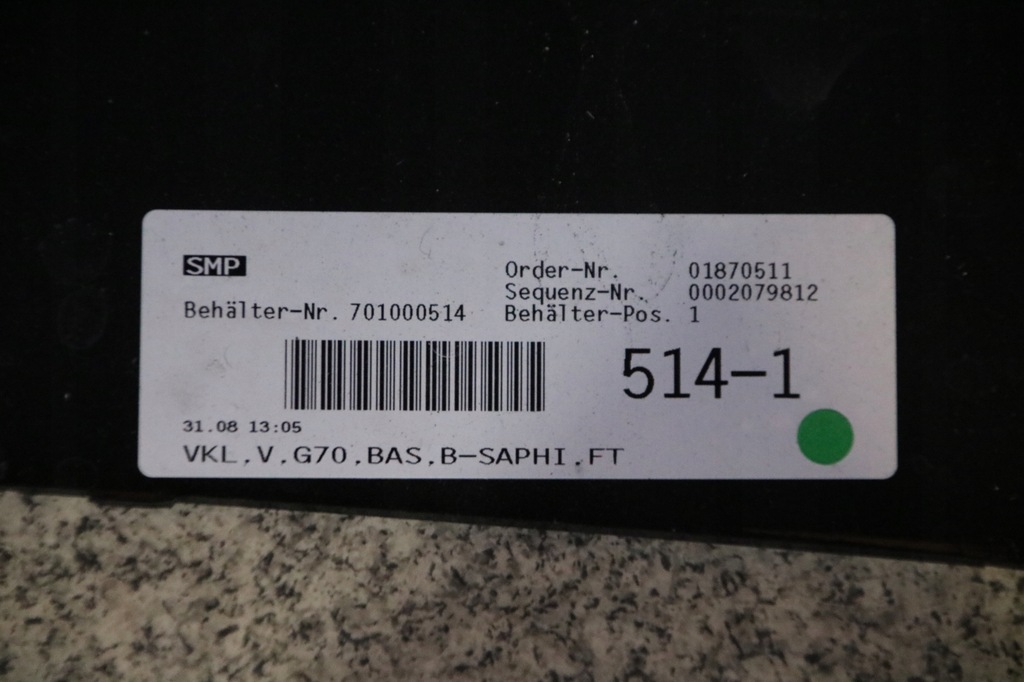 SMP
Order-Nr. 01870511
Sequenz-Nr. 0002079812
Behälter-Nr. 701000514 Behälter-Pos. 1
514-1
31.08 13:05
VKL,V,G70,BAS,B-SAPHI,FT